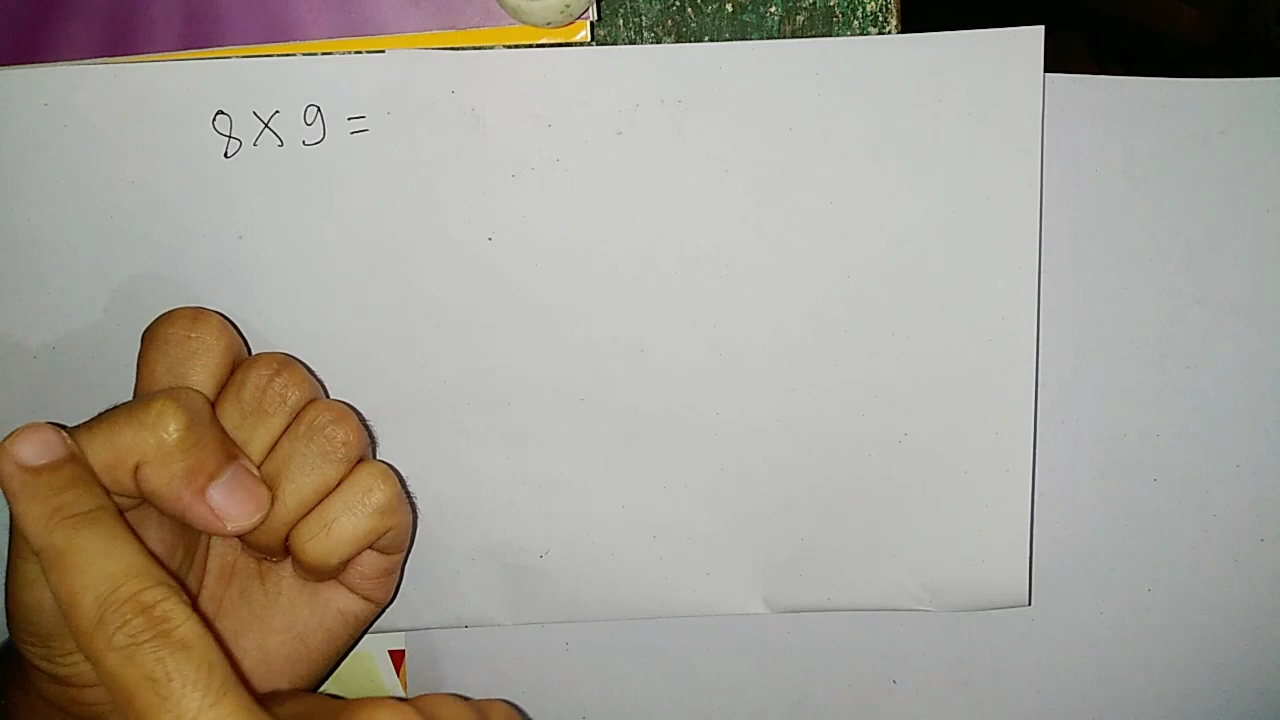 8 × 9 =